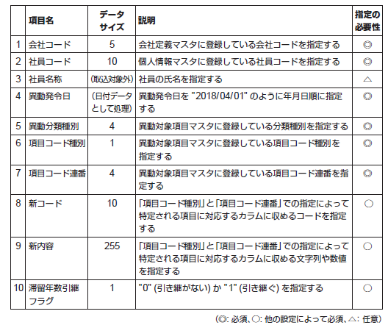 項目名 データサイズ 説明 指定の必要性
1 会社コード 5 会社定義マスタに登録している会社コードを指定する ◎
2 社員コード 10 個人情報マスタに登録している社員コードを指定する ◎
3 社員名称 (取込対象外) 社員の氏名を指定する △
4 異動発令日 (日付データとして処理) 異動発令日を "2018/04/01" のように年月日順に指定する ◎
5 異動分類種別 4 異動対象項目マスタに登録している分類種別を指定する ◎
6 項目コード種別 1 異動対象項目マスタに登録している項目コード種別を指定する ◎
7 項目コード連番 4 異動対象項目マスタに登録している項目コード連番を指定する ◎
8 新コード 10 「項目コード種別」と「項目コード連番」での指定によって特定される項目に対応するカラムに収めるコードを指定する ○
9 新内容 255 「項目コード種別」と「項目コード連番」での指定によって特定される項目に対応するカラムに収める文字列や数値を指定する ○
10 滞留年数引継フラグ 1 "0" (引き継がない) か "1" (引き継ぐ) を指定する ○
(◎: 必須、○: 他の設定によって必須、△: 任意)